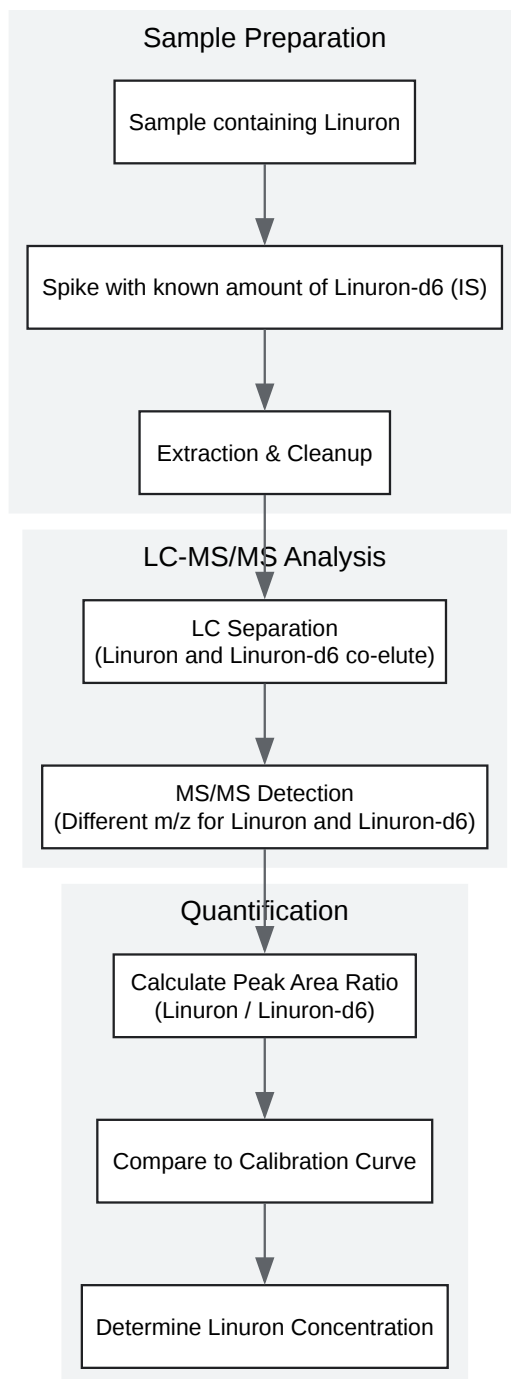 Sample Preparation
Sample containing Linuron
Spike with known amount of Linuron-d6 (IS)
Extraction & Cleanup
LC-MS/MS Analysis
LC Separation
(Linuron and Linuron-d6 co-elute)
MS/MS Detection
(Different m/z for Linuron and Linuron-d6)
Quantification
Calculate Peak Area Ratio
(Linuron / Linuron-d6)
Compare to Calibration Curve
Determine Linuron Concentration